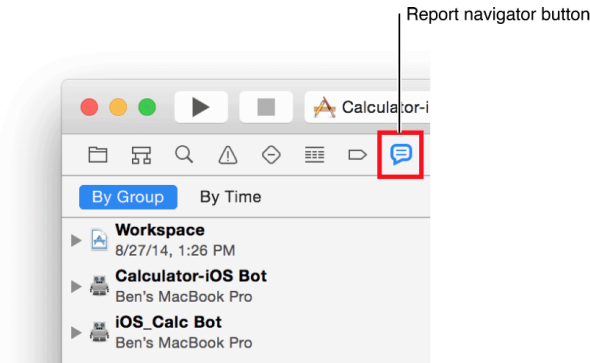 Report navigator button
Calculator-i
By Group
By Time
Workspace
8/27/14, 1:26 PM
Calculator-iOS Bot
Ben's MacBook Pro
iOS_Calc Bot
Ben's MacBook Pro